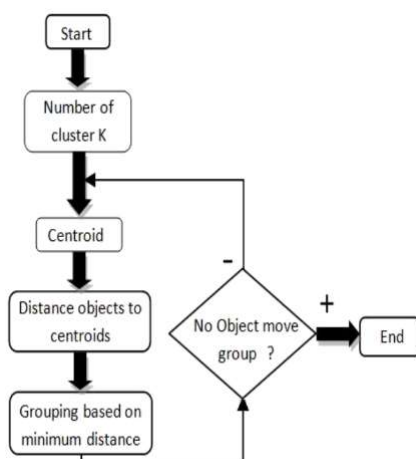 Start
Number of
cluster K
Centroid
Distance objects to
centroids
Grouping based on
minimum distance
-
No Object move
group ?
+
End